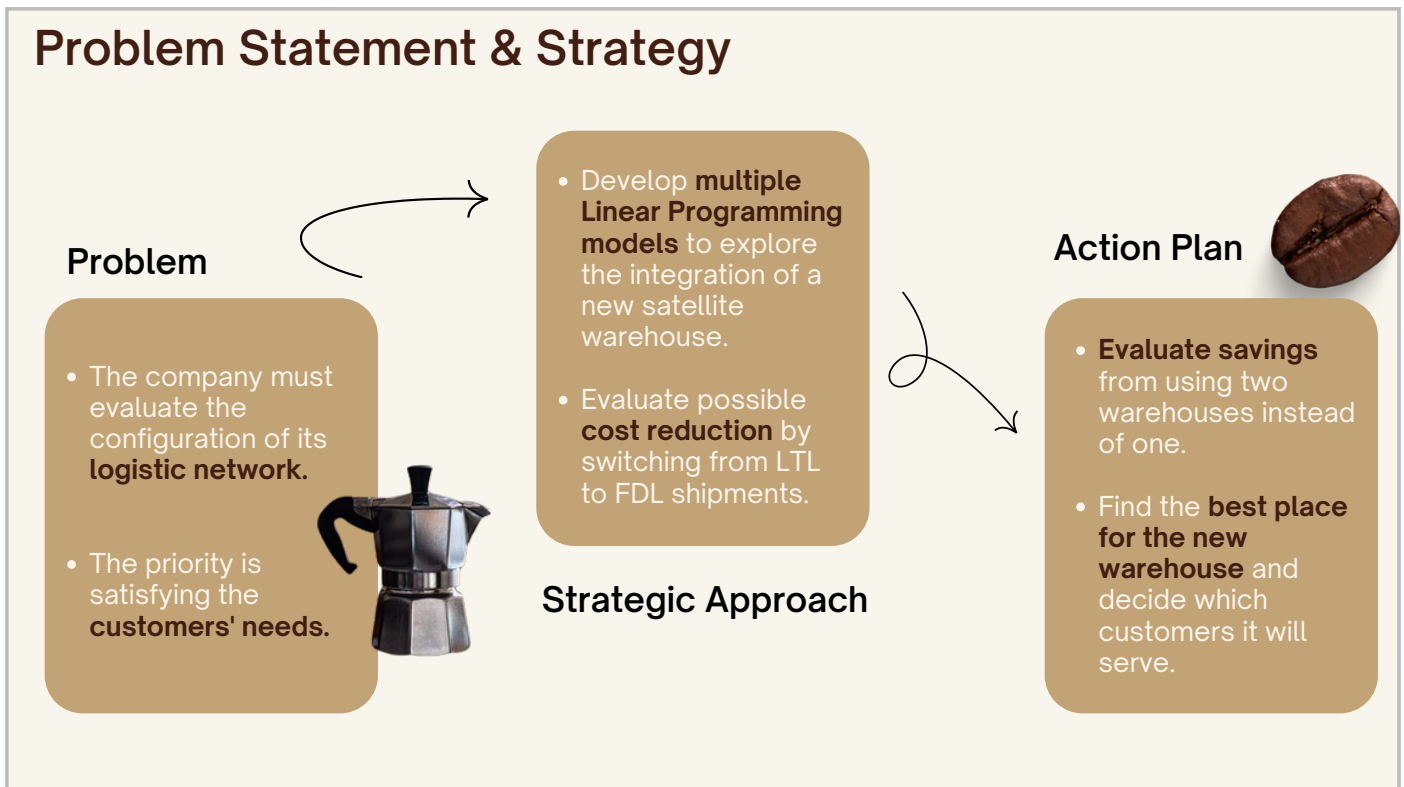 Problem Statement & Strategy
Problem
The company must
evaluate the
configuration of its
logistic network.
The priority is
satisfying the
customers' needs.
Develop multiple
Linear Programming
models to explore
the integration of a
new satellite
warehouse.
Evaluate possible
cost reduction by
switching from LTL
to FDL shipments.
Strategic Approach
Action Plan
Evaluate savings
from using two
warehouses instead
of one.
Find the best place
for the new
warehouse and
decide which
customers it will
serve.